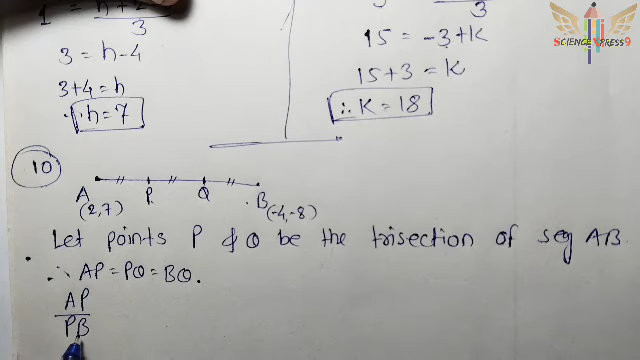 3 = h-4
3+4=h
∴ h = 7
3
3
15 = -3+K
15+3 = K
∴ K = 18
SCIENCE XPRESS9
10
A P Q B
(2,7) (-4,-8)
Let points P & Q be the trisection of seg AB.
∴ AP = PQ = BQ.
AP
PB